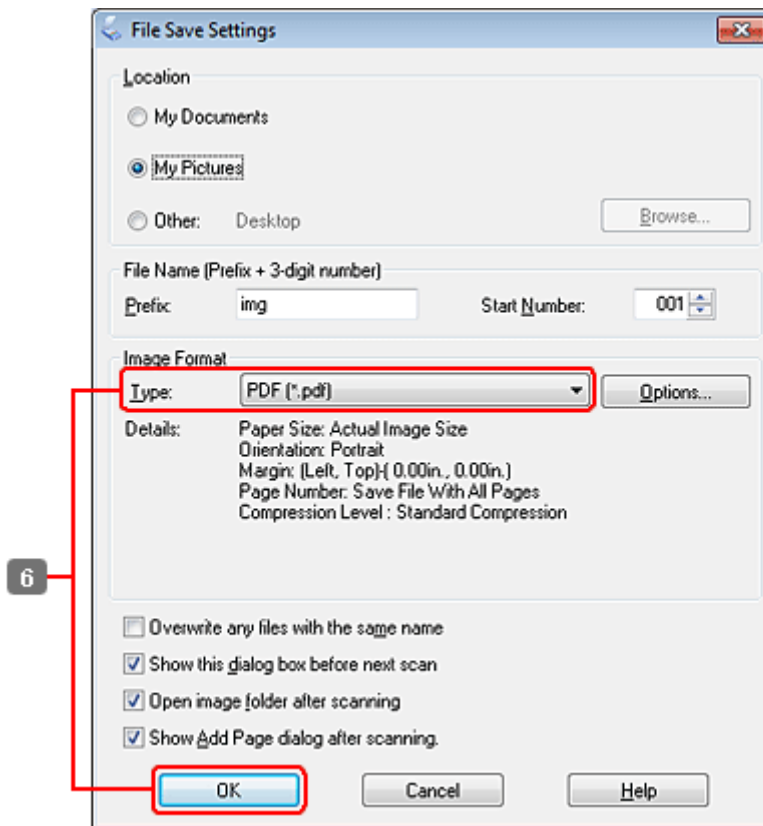 File Save Settings
Location
My Documents
My Pictures
Other: Desktop Browse...
File Name (Prefix + 3-digit number)
Prefix: img Start Number: 001
Image Format
Type: PDF (*.pdf) Options...
Details: Paper Size: Actual Image Size
Orientation: Portrait
Margin: (Left, Top)-( 0.00in., 0.00in.)
Page Number: Save File With All Pages
Compression Level : Standard Compression
6
Overwrite any files with the same name
Show this dialog box before next scan
Open image folder after scanning
Show Add Page dialog after scanning.
OK Cancel Help